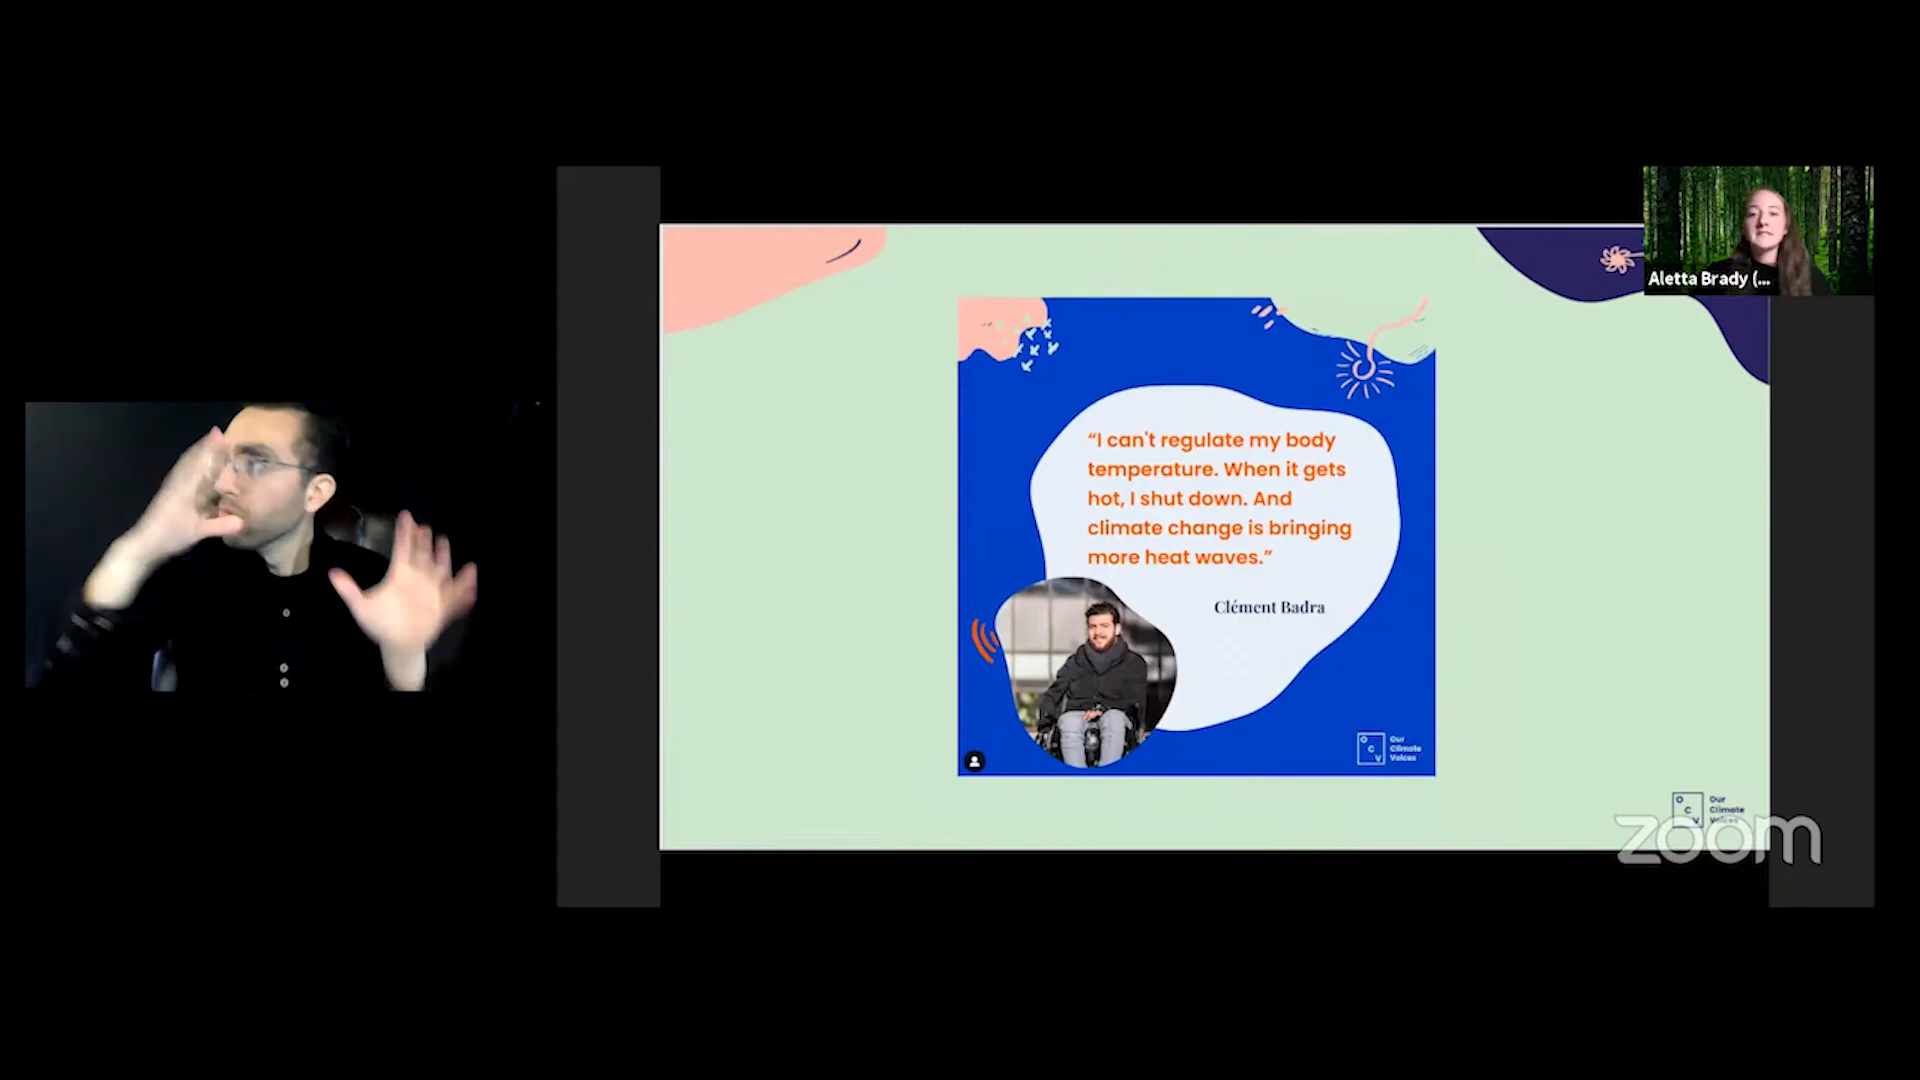 Aletta Brady (...
“I can't regulate my body
temperature. When it gets
hot, I shut down. And
climate change is bringing
more heat waves.”
Clément Badra
O
C
V
Our
Climate
Voices
O
C
V
Our
Climate
Voices
zoom